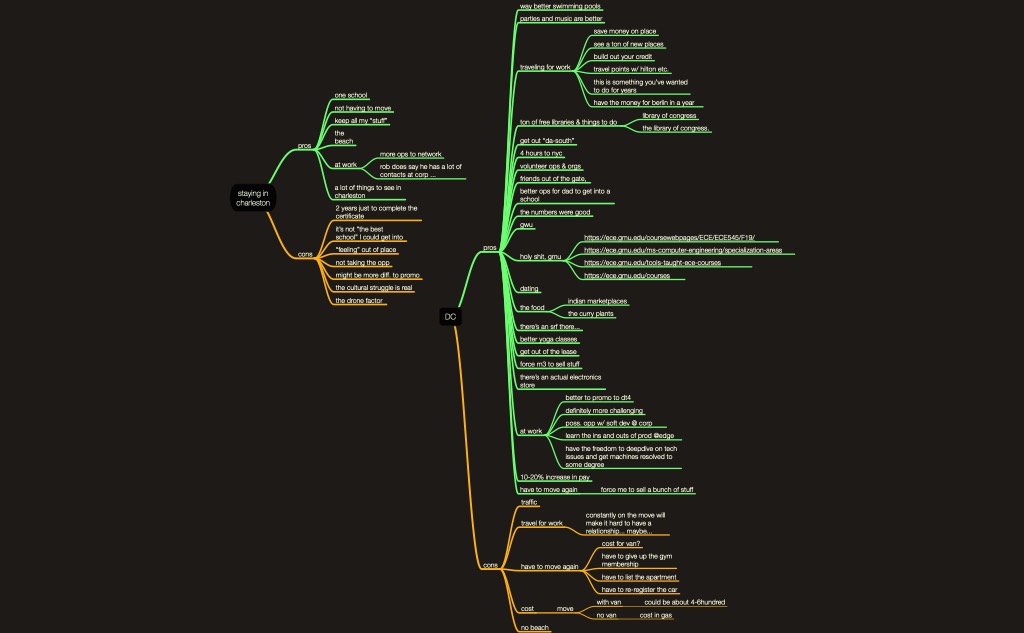 staying in
charleston
pros
one school
not having to move
keep all my "stuff"
the
beach
at work
more ops to network
rob does say he has a lot of
contacts at corp ...
a lot of things to see in
charleston
cons
2 years just to complete the
certificate
it's not "the best
school" I could get into
"feeling" out of place
not taking the opp
might be more diff. to promo
the cultural struggle is real
the drone factor
DC
pros
way better swimming pools
parties and music are better
traveling for work
save money on place
see a ton of new places
build out your credit
travel points w/ hilton etc.
this is something you've wanted
to do for years
have the money for berlin in a year
ton of free libraries & things to do
library of congress
the library of congress.
get out "da-south"
4 hours to nyc
volunteer ops & orgs
friends out of the gate,
better ops for dad to get into a
school
the numbers were good
gwu
holy shit, gmu
https://ece.gmu.edu/coursewebpages/ECE/ECE545/F19/
https://ece.gmu.edu/ms-computer-engineering/specialization-areas
https://ece.gmu.edu/tools-taught-ece-courses
https://ece.gmu.edu/courses
dating
the food
indian marketplaces
the curry plants
there's an srf there...
better yoga classes
get out of the lease
force m3 to sell stuff
there's an actual electronics
store
at work
better to promo to dt4
definitely more challenging
poss. opp w/ soft dev @ corp
learn the ins and outs of prod @edge
have the freedom to deepdive on tech
issues and get machines resolved to
some degree
10-20% increase in pay
have to move again
force me to sell a bunch of stuff
cons
traffic
travel for work
constantly on the move will
make it hard to have a
relationship... maybe...
have to move again
cost for van?
have to give up the gym
membership
have to list the apartment
have to re-register the car
cost
move
with van
could be about 4-6hundred
no van
cost in gas
no beach